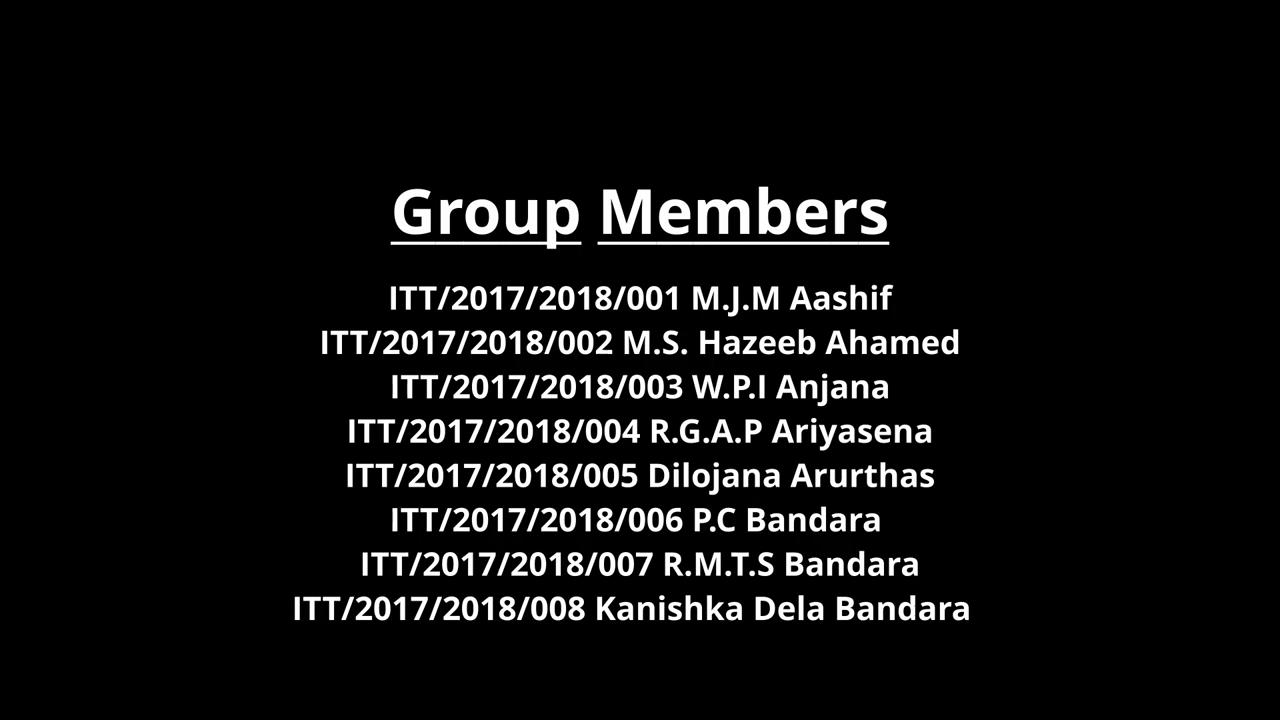 Group Members
ITT/2017/2018/001 M.J.M Aashif
ITT/2017/2018/002 M.S. Hazeeb Ahamed
ITT/2017/2018/003 W.P.I Anjana
ITT/2017/2018/004 R.G.A.P Ariyasena
ITT/2017/2018/005 Dilojana Arurthas
ITT/2017/2018/006 P.C Bandara
ITT/2017/2018/007 R.M.T.S Bandara
ITT/2017/2018/008 Kanishka Dela Bandara